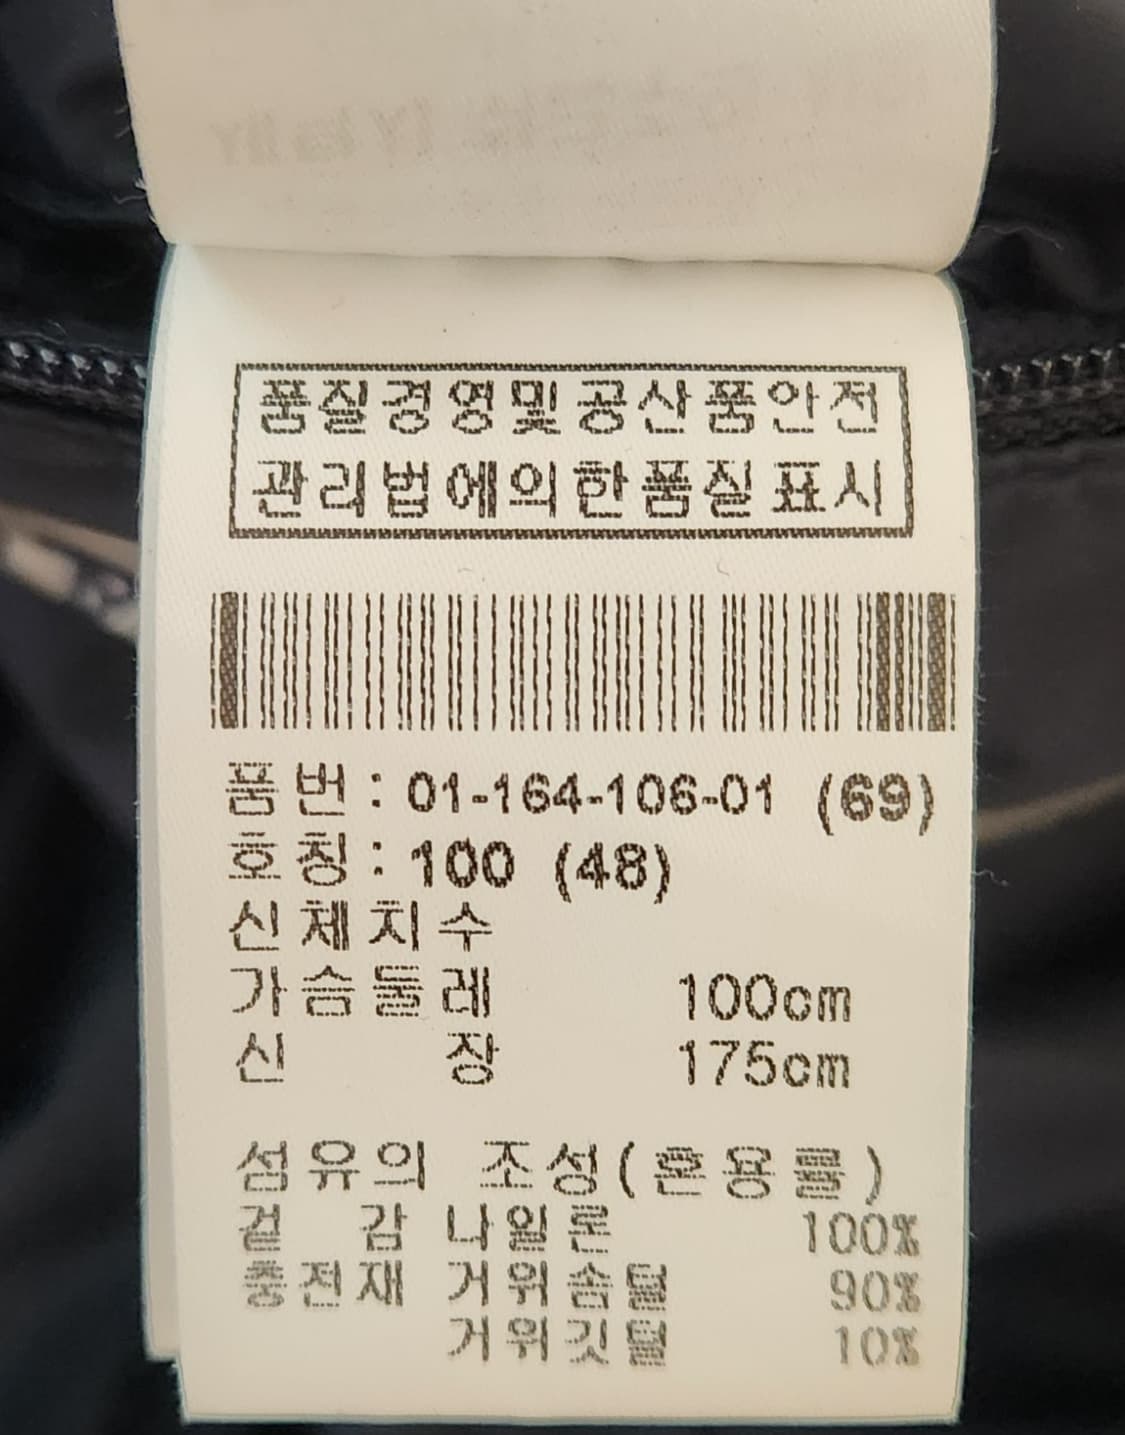 품질경영및공산품안전
관리법에의한품질표시
품번: 01-164-106-01 (69)
호칭: 100 (48)
신체치수
가슴둘레 100cm
신 장 175cm
섬유의 조성(혼용률)
겉 감 나일론 100%
충전재 거위솜털 90%
거위깃털 10%